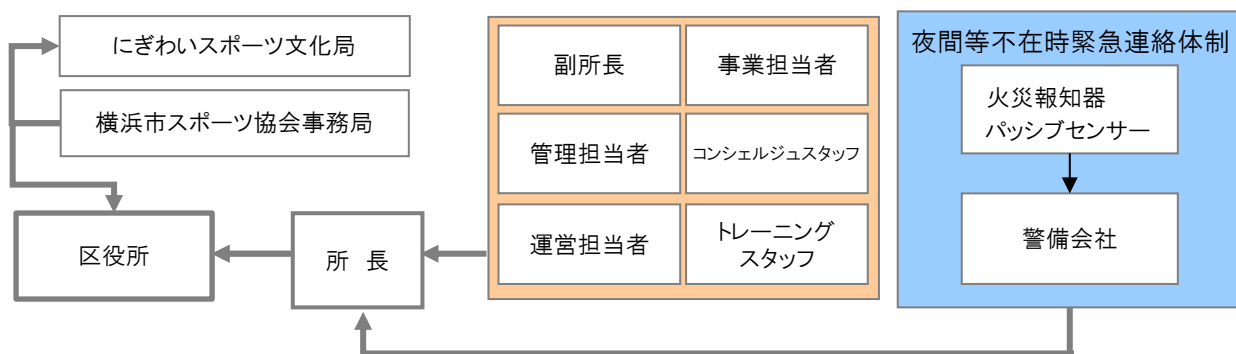 にぎわいスポーツ文化局
横浜市スポーツ協会事務局
区役所
所 長
副所長
事業担当者
管理担当者
コンシェルジュスタッフ
運営担当者
トレーニング
スタッフ
夜間等不在時緊急連絡体制
火災報知器
パッシブセンサー
警備会社